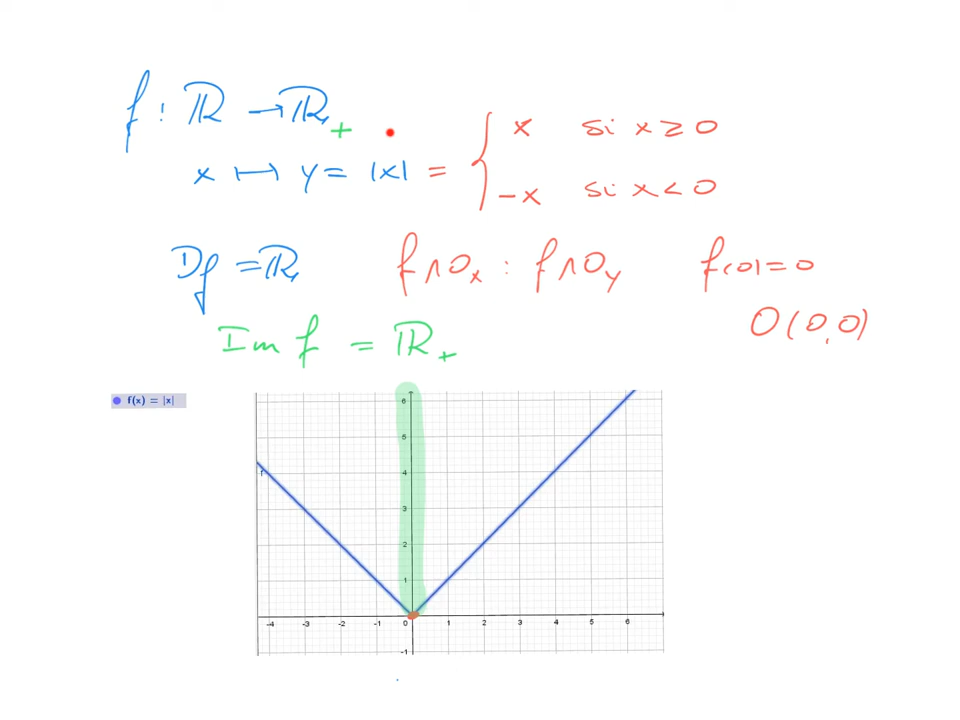 f : ℝ → ℝ+
x ↦ y = |x| = { x si x ≥ 0
-x si x < 0
Df = ℝ f ∧ Ox : f ∧ Oy f(0) = 0
O(0,0)
Im f = ℝ+
f(x) = |x|
6
5
4
f
3
2
1
-4 -3 -2 -1 0 1 2 3 4 5 6
-1